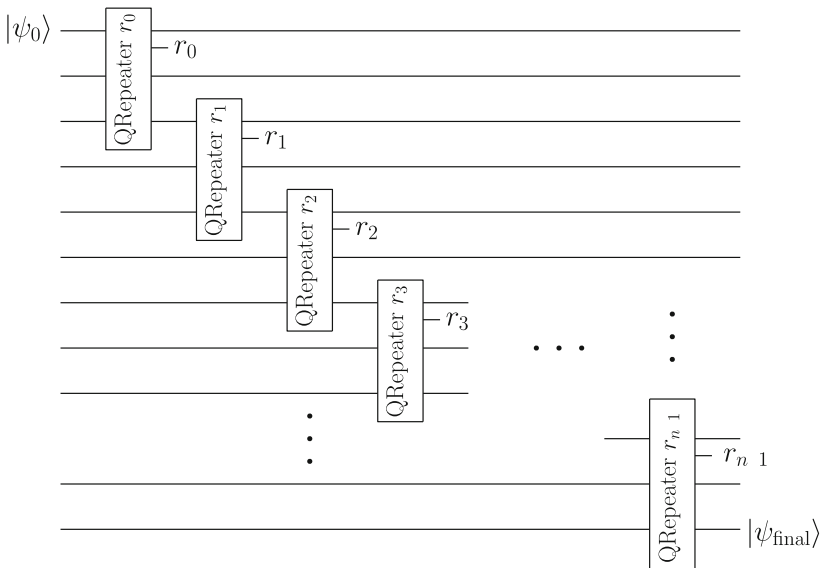 |ψ₀⟩
QRepeater r₀
r₀
QRepeater r₁
r₁
QRepeater r₂
r₂
QRepeater r₃
r₃
. . .
QRepeater rₙ ₁
rₙ ₁
|ψfinal⟩